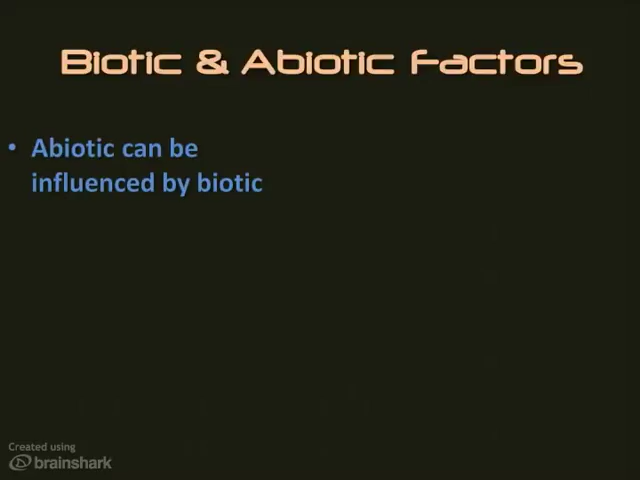 Biotic & Abiotic Factors
• Abiotic can be
influenced by biotic
Created using
brainshark